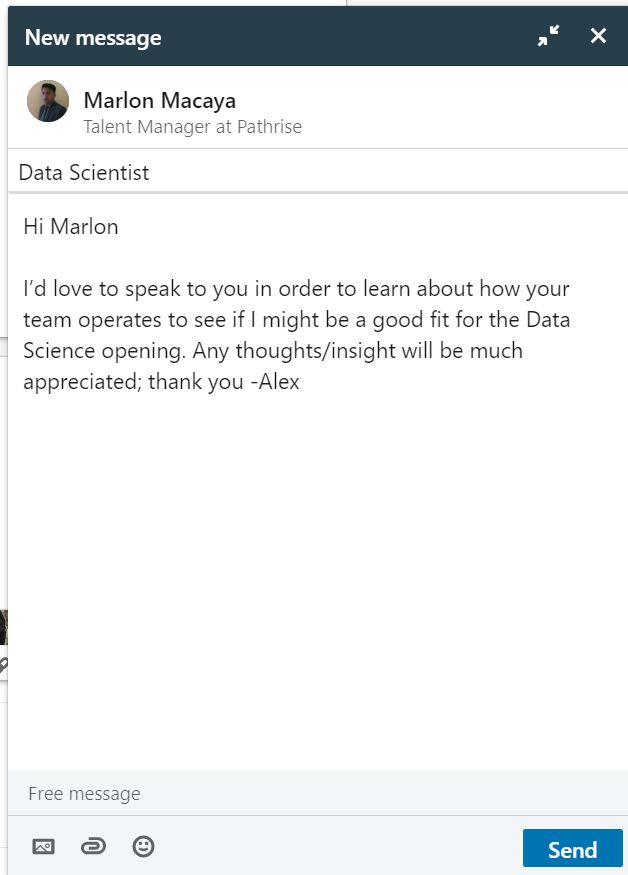 New message
Marlon Macaya
Talent Manager at Pathrise
Data Scientist
Hi Marlon
I’d love to speak to you in order to learn about how your
team operates to see if I might be a good fit for the Data
Science opening. Any thoughts/insight will be much
appreciated; thank you -Alex
Free message
Send